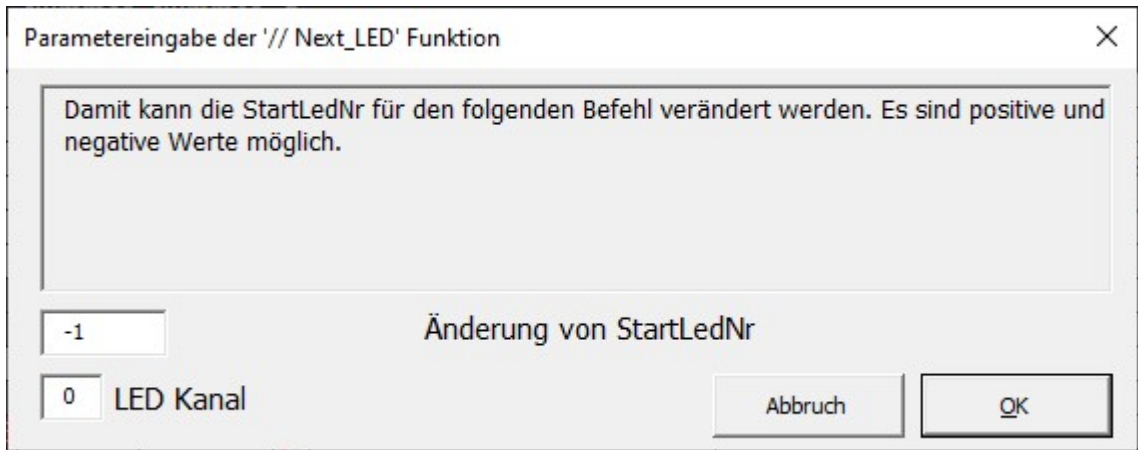 Parametereingabe der '// Next_LED' Funktion
Damit kann die StartLedNr für den folgenden Befehl verändert werden. Es sind positive und
negative Werte möglich.
-1 Änderung von StartLedNr
0 LED Kanal
Abbruch OK